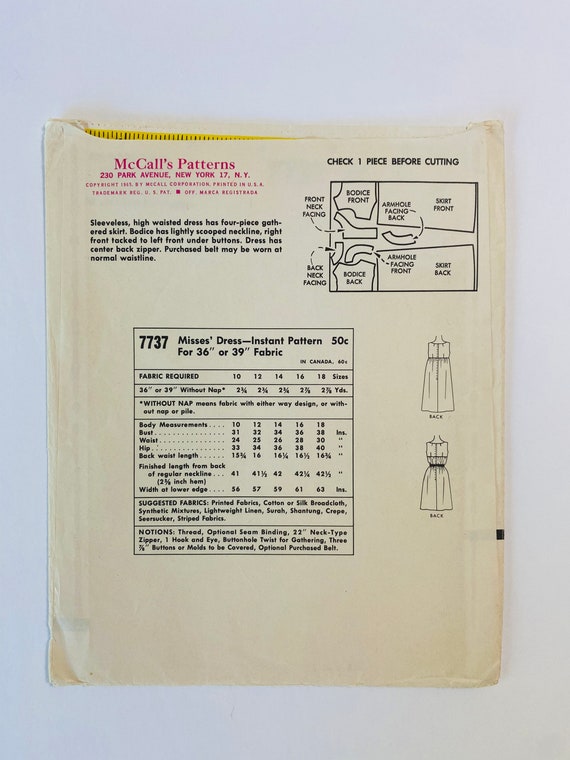 McCall's Patterns
230 PARK AVENUE, NEW YORK 17, N.Y.
COPYRIGHT 1965, BY MCCALL CORPORATION, PRINTED IN U.S.A.
TRADEMARK REG. U.S. PAT. ■ OFF. MARCA REGISTRADA
Sleeveless, high waisted dress has four-piece gath-
ered skirt. Bodice has lightly scooped neckline, right
front tacked to left front under buttons. Dress has
center back zipper. Purchased belt may be worn at
normal waistline.
CHECK 1 PIECE BEFORE CUTTING
FRONT
NECK
FACING
BODICE
FRONT
ARMHOLE
FACING
BACK
SKIRT
FRONT
BACK
NECK
FACING
BODICE
BACK
ARMHOLE
FACING
FRONT
SKIRT
BACK
7737 Misses' Dress—Instant Pattern 50c
For 36" or 39" Fabric
IN CANADA, 60c
FABRIC REQUIRED 10 12 14 16 18 Sizes
36" or 39" Without Nap* 2¾ 2¾ 2¾ 2⅞ 2⅞ Yds.
*WITHOUT NAP means fabric with either way design, or with-
out nap or pile.
Body Measurements.... 10 12 14 16 18
Bust................ 31 32 34 36 38 Ins.
Waist............... 24 25 26 28 30 "
Hip................. 33 34 36 38 40 "
Back waist length...... 15¾ 16 16¼ 16½ 16¾ "
Finished length from back
of regular neckline... 41 41½ 42 42¼ 42½ "
(2⅜ inch hem)
Width at lower edge.... 56 57 59 61 63 Ins.
SUGGESTED FABRICS: Printed Fabrics, Cotton or Silk Broadcloth,
Synthetic Mixtures, Lightweight Linen, Surah, Shantung, Crepe,
Seersucker, Striped Fabrics.
NOTIONS: Thread, Optional Seam Binding, 22" Neck-Type
Zipper, 1 Hook and Eye, Buttonhole Twist for Gathering, Three
⅞" Buttons or Molds to be Covered, Optional Purchased Belt.
BACK
BACK